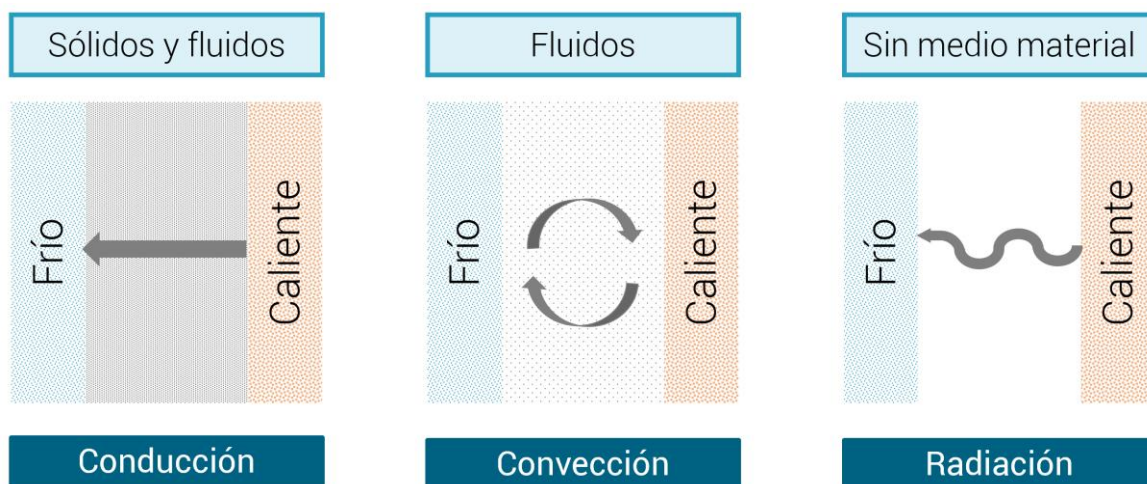 Sólidos y fluidos
Fluidos
Sin medio material
Frío
Caliente
Frío
Caliente
Frío
Caliente
Conducción
Convección
Radiación